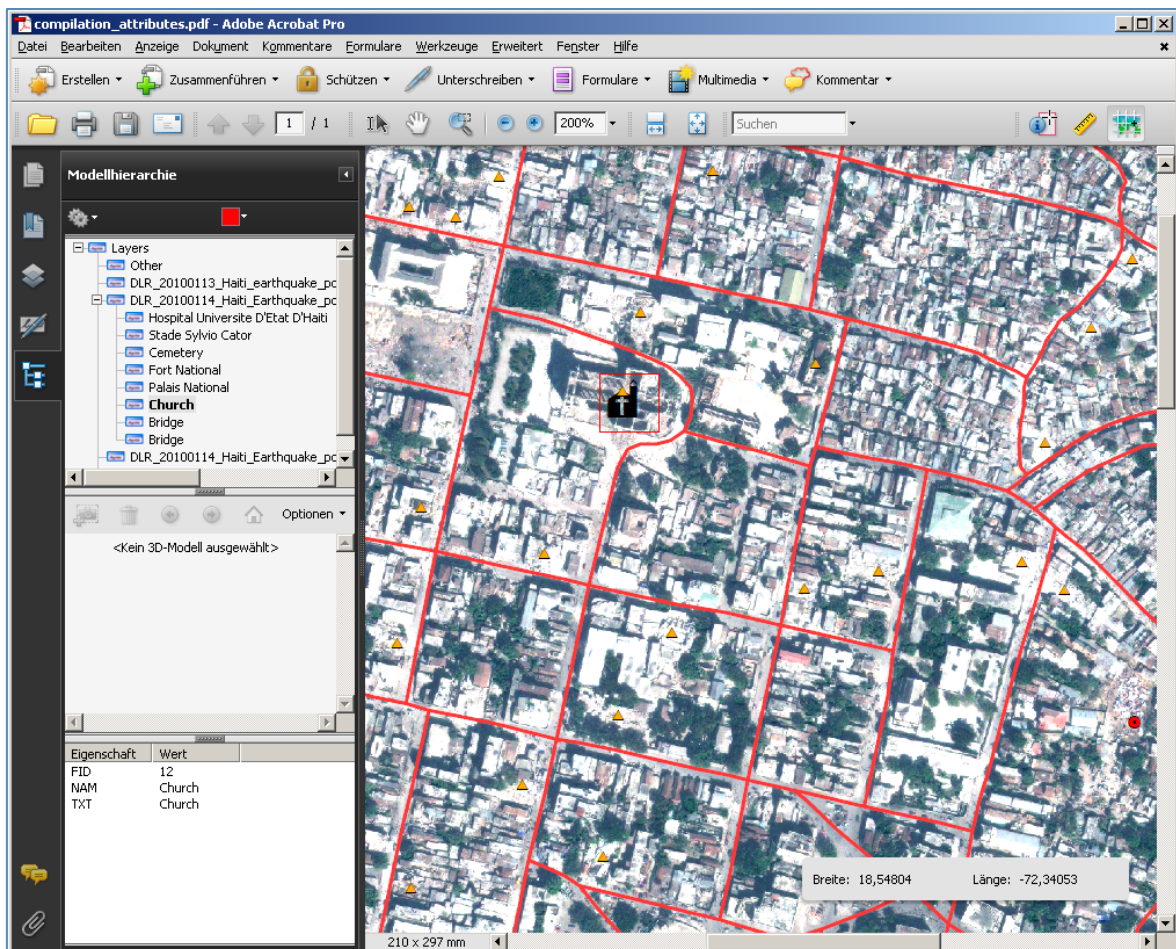 compilation_attributes.pdf - Adobe Acrobat Pro
Datei Bearbeiten Anzeige Dokument Kommentare Formulare Werkzeuge Erweitert Fenster Hilfe
Erstellen Zusammenführen Schützen Unterschreiben Formulare Multimedia Kommentar
1 / 1 200% Suchen
Modellhierarchie
Layers
Other
DLR_20100113_Haiti_earthquake_pc
DLR_20100114_Haiti_Earthquake_pc
Hospital Universite D'Etat D'Haiti
Stade Sylvio Cator
Cemetery
Fort National
Palais National
Church
Bridge
Bridge
DLR_20100114_Haiti_Earthquake_pc
Optionen
<Kein 3D-Modell ausgewählt>
Eigenschaft Wert
FID 12
NAM Church
TXT Church
Breite: 18,54804 Länge: -72,34053
210 x 297 mm